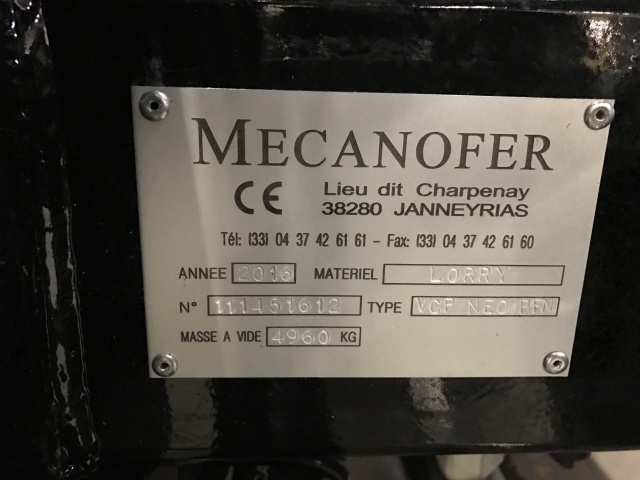 MECANOFER
CE Lieu dit Charpenay
38280 JANNEYRIAS
Tél: (33) 04 37 42 61 61 - Fax: (33) 04 37 42 61 60
ANNEE 2016 MATERIEL LORRY
N° 111451612 TYPE VCP NEO PFN
MASSE A VIDE 4960 KG